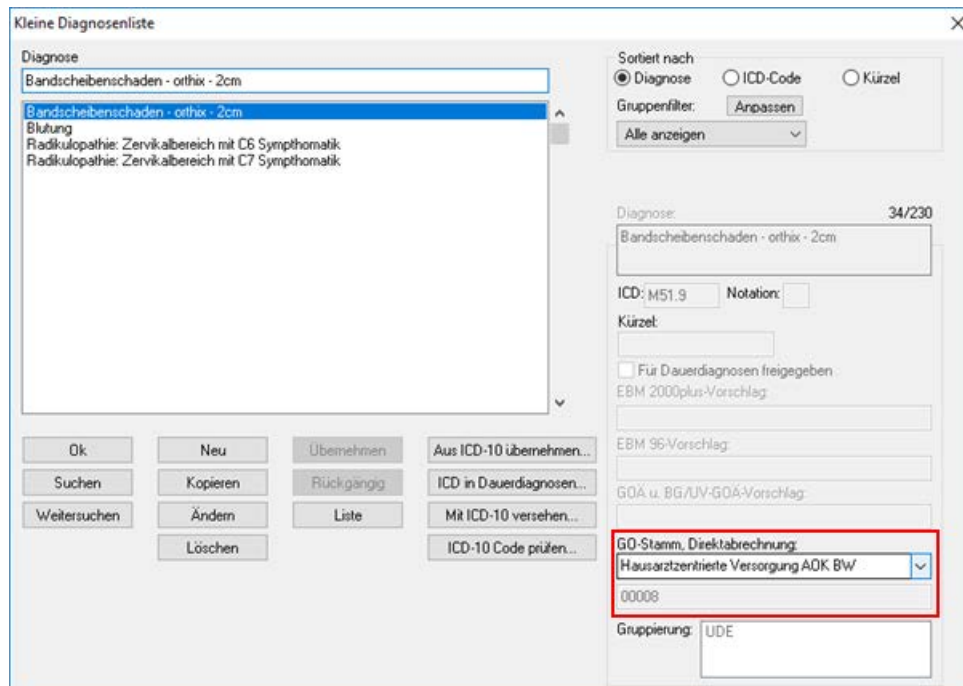 Kleine Diagnosenliste
Diagnose
Bandscheibenschaden - orthix - 2cm
Bandscheibenschaden - orthix - 2cm
Blutung
Radikulopathie: Zervikalbereich mit C6 Sympthomatik
Radikulopathie: Zervikalbereich mit C7 Sympthomatik
Ok Neu Übernehmen Aus ICD-10 übernehmen...
Suchen Kopieren Rückgängig ICD in Dauerdiagnosen...
Weitersuchen Ändern Liste Mit ICD-10 versehen...
Löschen ICD-10 Code prüfen...
Sortiert nach
Diagnose ICD-Code Kürzel
Gruppenfilter: Anpassen
Alle anzeigen
Diagnose: 34/230
Bandscheibenschaden - orthix - 2cm
ICD: M51.9 Notation:
Kürzel:
Für Dauerdiagnosen freigegeben
EBM 2000plus-Vorschlag:
EBM 96-Vorschlag:
GOÄ u. BG/UV-GOÄ-Vorschlag:
GO-Stamm, Direktabrechnung:
Hausarztzentrierte Versorgung AOK BW
00008
Gruppierung: UDE